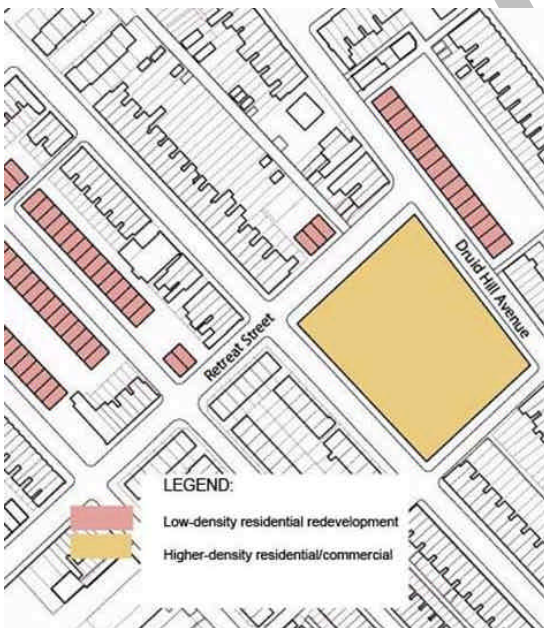 Druid Hill Avenue
Retreat Street
LEGEND:
Low-density residential redevelopment
Higher-density residential/commercial